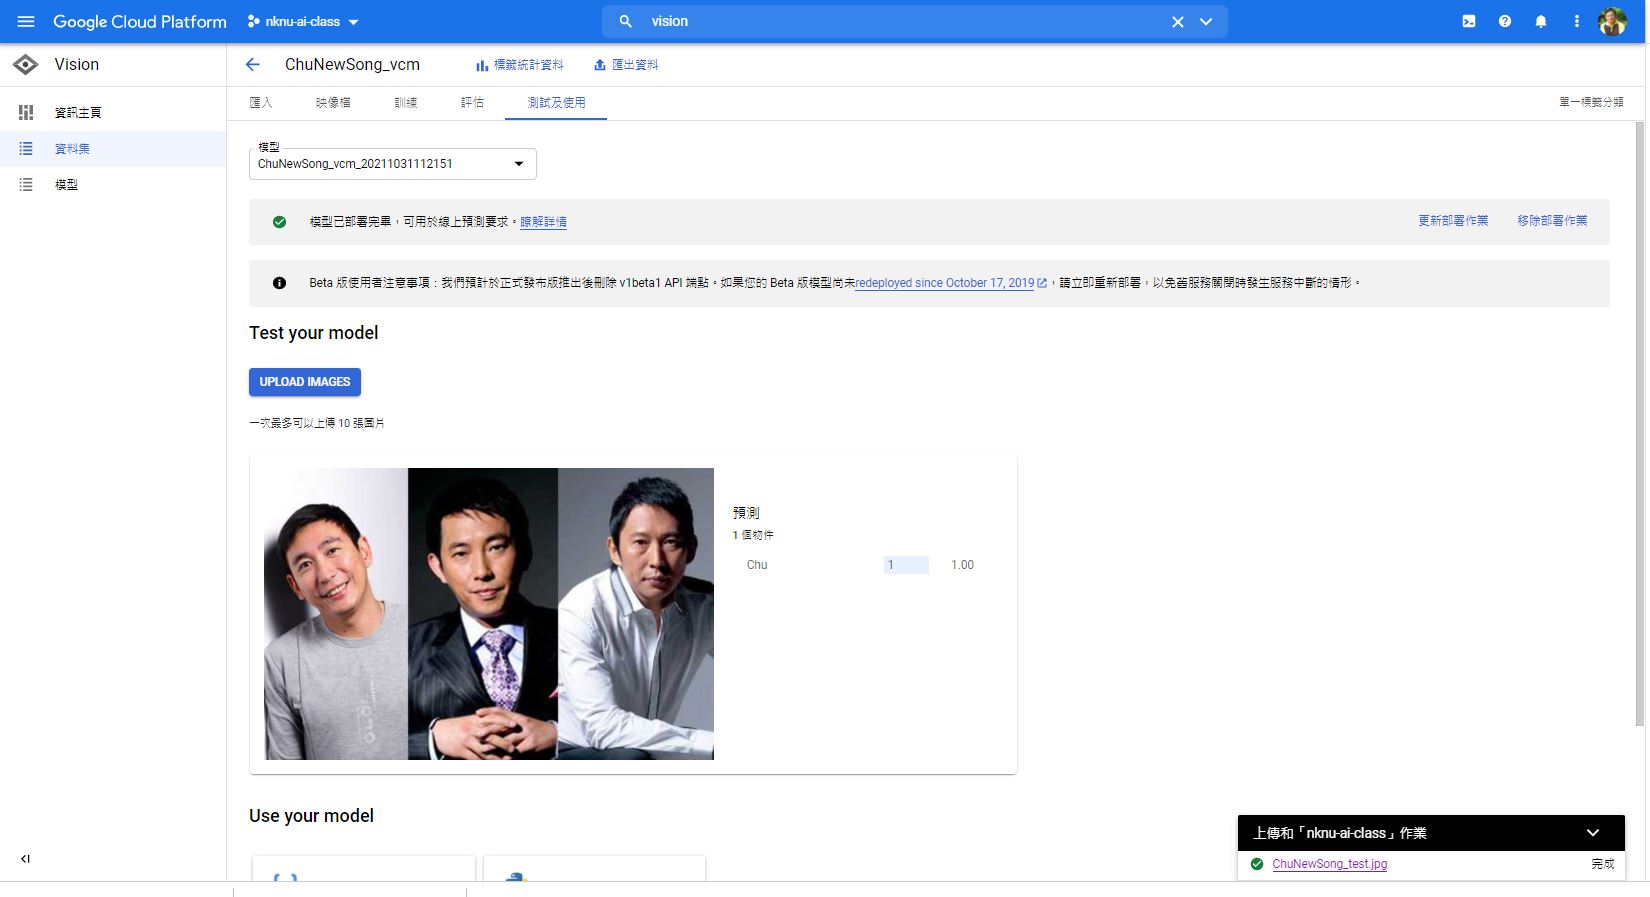 Google Cloud Platform
nknu-ai-class
vision
Vision
ChuNewSong_vcm
標籤統計資料
匯出資料
資訊主頁
資料集
模型
匯入
映像檔
訓練
評估
測試及使用
單一標籤分類
模型
ChuNewSong_vcm_20211031112151
模型已部署完畢，可用於線上預測要求。瞭解詳情
更新部署作業
移除部署作業
Beta 版使用者注意事項：我們預計於正式發布版推出後刪除 v1beta1 API 端點。如果您的 Beta 版模型尚未redeployed since October 17, 2019，請立即重新部署，以免舊服務關閉時發生服務中斷的情形。
Test your model
UPLOAD IMAGES
一次最多可以上傳 10 張圖片
預測
1 個物件
Chu 1 1.00
Use your model
上傳和「nknu-ai-class」作業
ChuNewSong_test.jpg 完成